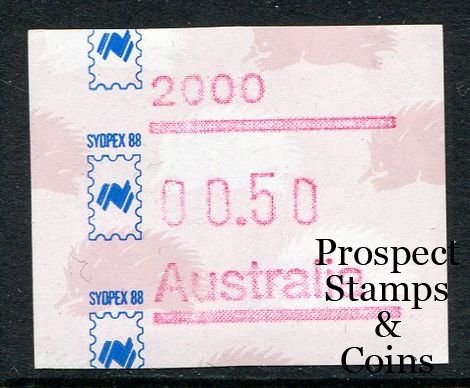 2000
SYDPEX 88
00.50
Australia
SYDPEX 88
Prospect
Stamps
&
Coins